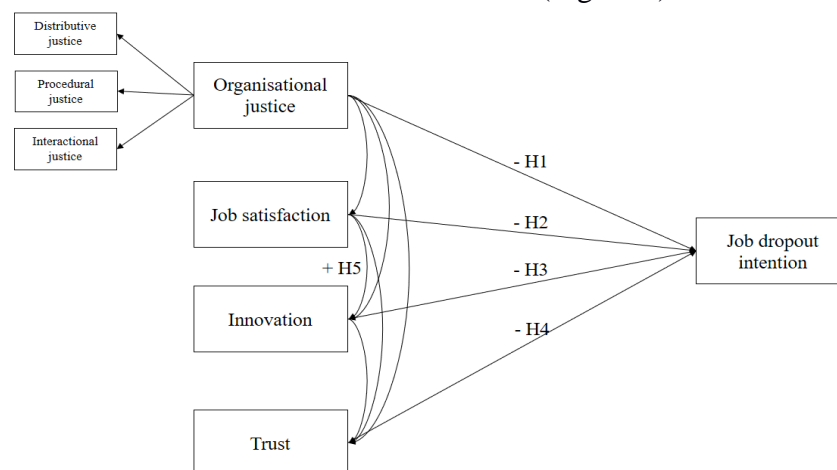 Distributive
justice
Procedural
justice
Interactional
justice
Organisational
justice
Job satisfaction
Innovation
Trust
+ H5
- H1
- H2
- H3
- H4
Job dropout
intention